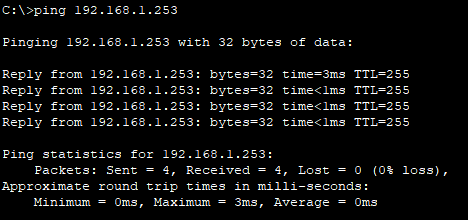 C:\>ping 192.168.1.253
Pinging 192.168.1.253 with 32 bytes of data:
Reply from 192.168.1.253: bytes=32 time=3ms TTL=255
Reply from 192.168.1.253: bytes=32 time<1ms TTL=255
Reply from 192.168.1.253: bytes=32 time<1ms TTL=255
Reply from 192.168.1.253: bytes=32 time<1ms TTL=255
Ping statistics for 192.168.1.253:
    Packets: Sent = 4, Received = 4, Lost = 0 (0% loss),
Approximate round trip times in milli-seconds:
    Minimum = 0ms, Maximum = 3ms, Average = 0ms